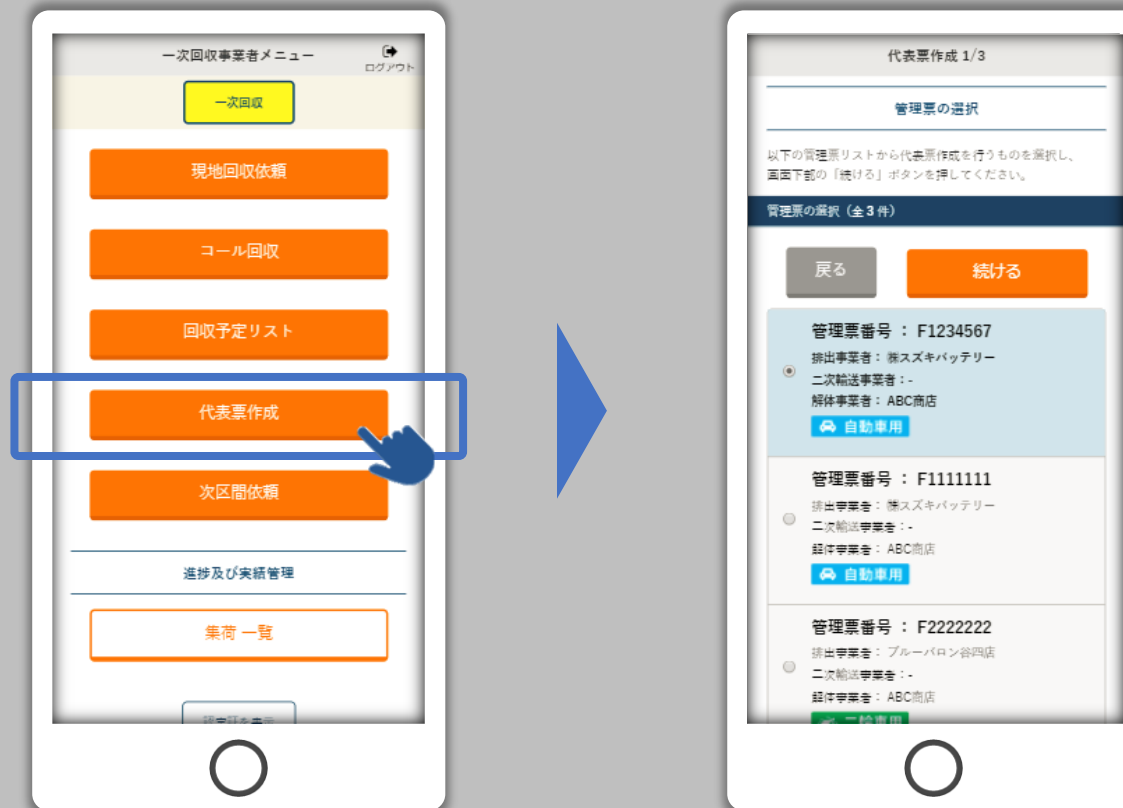 一次回収事業者メニュー
ログアウト
一次回収
現地回収依頼
コール回収
回収予定リスト
代表票作成
次区間依頼
進捗及び実績管理
集荷 一覧
代表票作成 1/3
管理票の選択
以下の管理票リストから代表票作成を行うものを選択し、
画面下部の「続ける」ボタンを押してください。
管理票の選択（全3件）
戻る
続ける
管理票番号 ： F1234567
排出事業者： ㈱スズキバッテリー
二次輸送事業者：-
解体事業者： ABC商店
自動車用
管理票番号 ： F1111111
排出事業者： ㈱スズキバッテリー
二次輸送事業者：-
解体事業者： ABC商店
自動車用
管理票番号 ： F2222222
排出事業者： ブルーバロン谷四店
二次輸送事業者：-
解体事業者： ABC商店
二輪車用